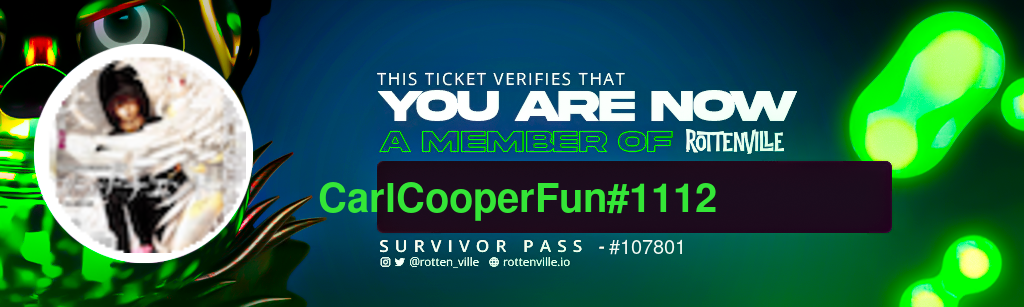 THIS TICKET VERIFIES THAT
YOU ARE NOW
A MEMBER OF ROTTENVILLE
CarlCooperFun#1112
SURVIVOR PASS - #107801
@rotten_ville rottenville.io